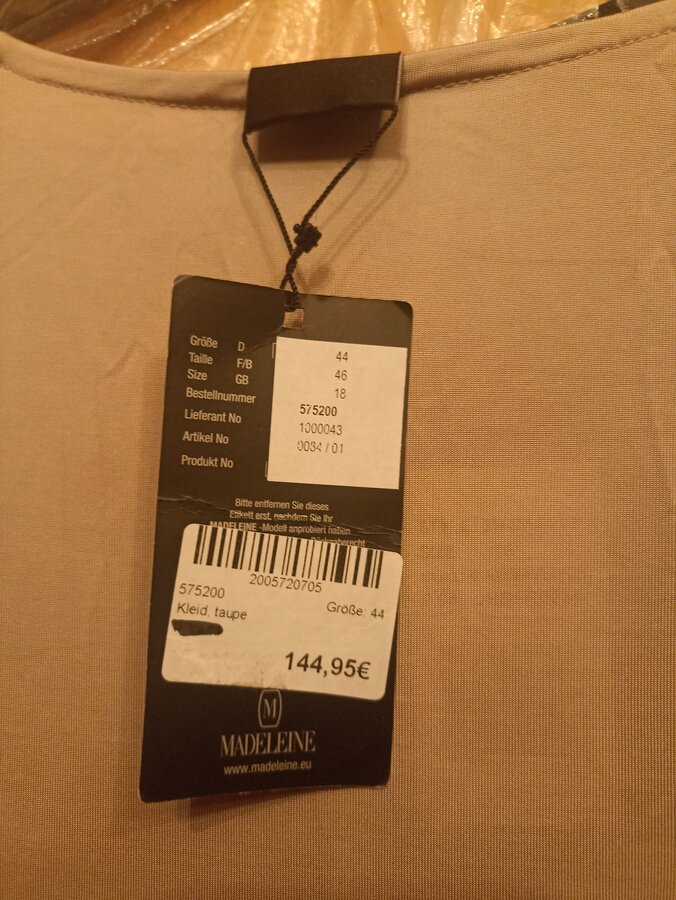 Größe D 44
Taille F/B 46
Size GB 18
Bestellnummer 575200
Lieferant No 1000043
Artikel No 0034 / 01
Produkt No
Bitte entfernen Sie dieses
Etikett erst, nachdem Sie Ihr
MADELEINE -Modell anprobiert haben
2005720705
575200
Kleid, taupe Größe: 44
144,95€
M
MADELEINE
www.madeleine.eu